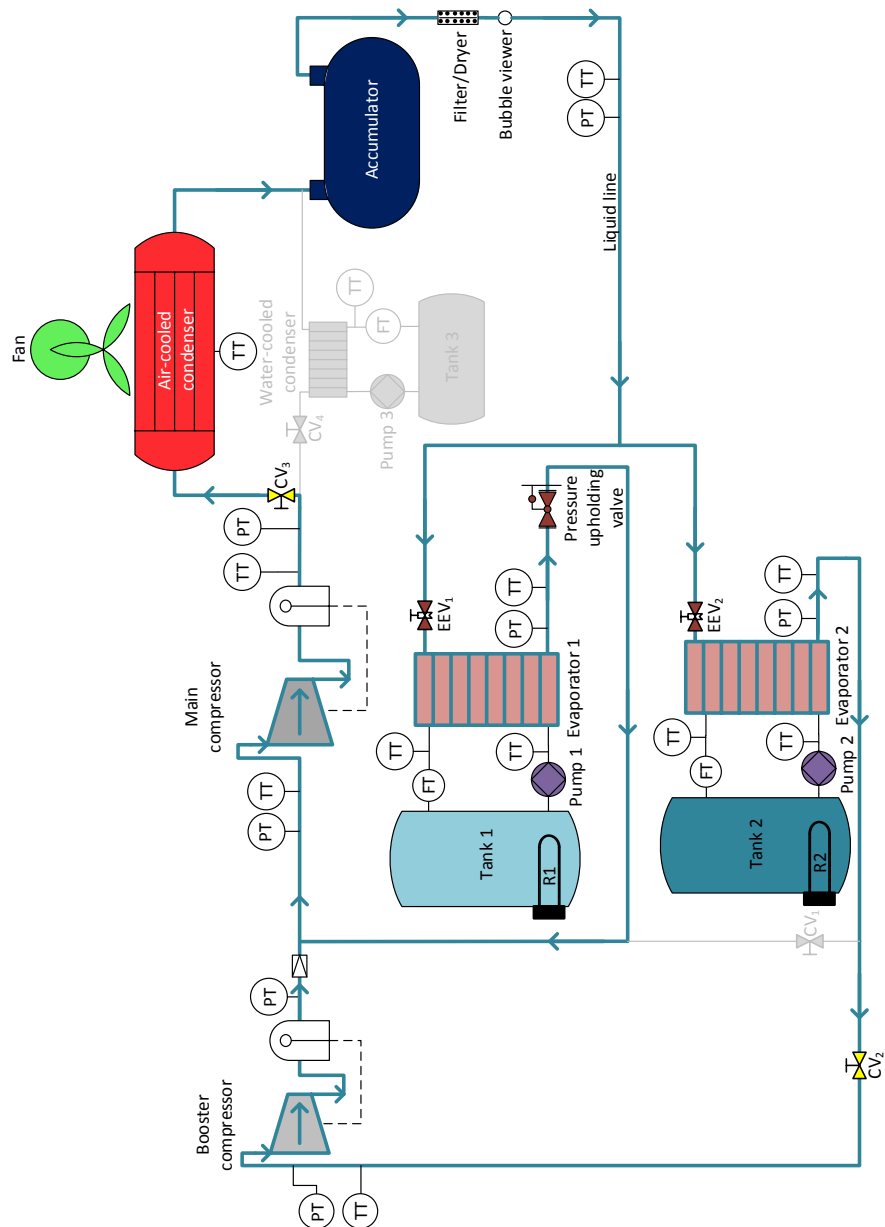 Fan
Air-cooled
condenser
TT
Accumulator
Filter/Dryer
Bubble viewer
TT
PT
Liquid line
Water-cooled
condenser
TT
FT
Tank 3
Pump 3
CV4
CV3
PT
TT
Main
compressor
TT
PT
EEV1
Pressure
upholding
valve
TT
PT
Evaporator 1
TT
FT
TT
Pump 1
Tank 1
R1
EEV2
TT
PT
Evaporator 2
TT
FT
TT
Pump 2
Tank 2
R2
CV1
PT
Booster
compressor
PT
TT
CV2